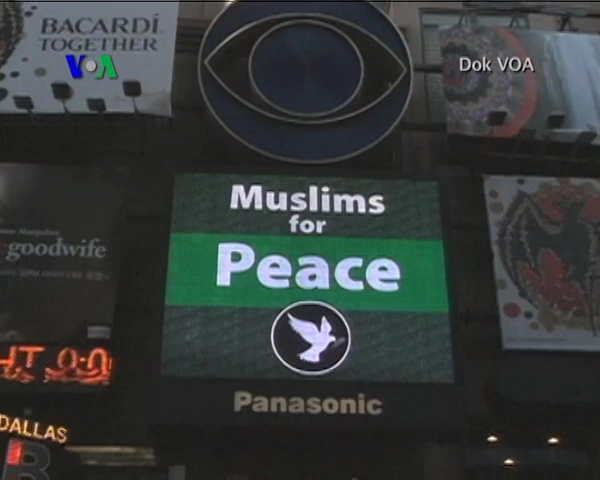 BACARDI
TOGETHER
VOA
Dok VOA
Muslims
for
Peace
goodwife
Panasonic
DALLAS
B